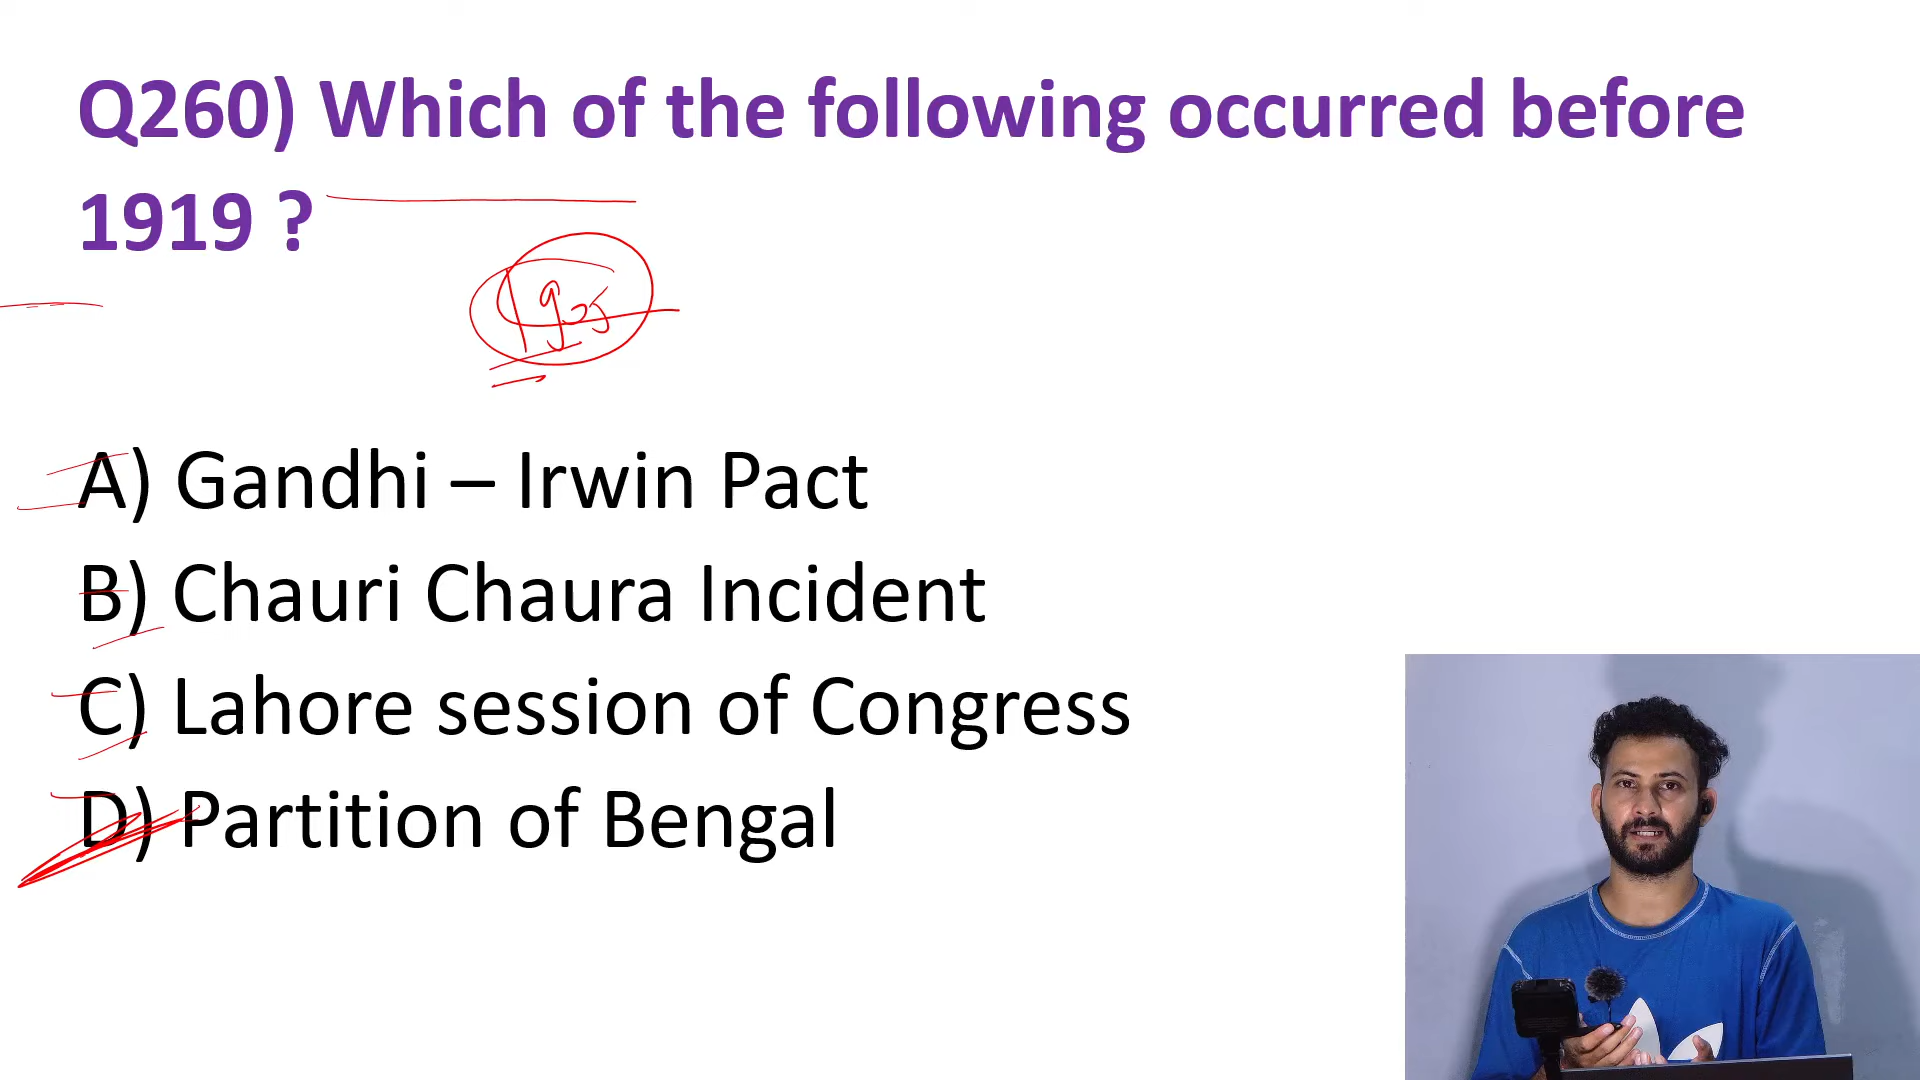 Q260) Which of the following occurred before
1919 ?
1905
A) Gandhi – Irwin Pact
B) Chauri Chaura Incident
C) Lahore session of Congress
D) Partition of Bengal